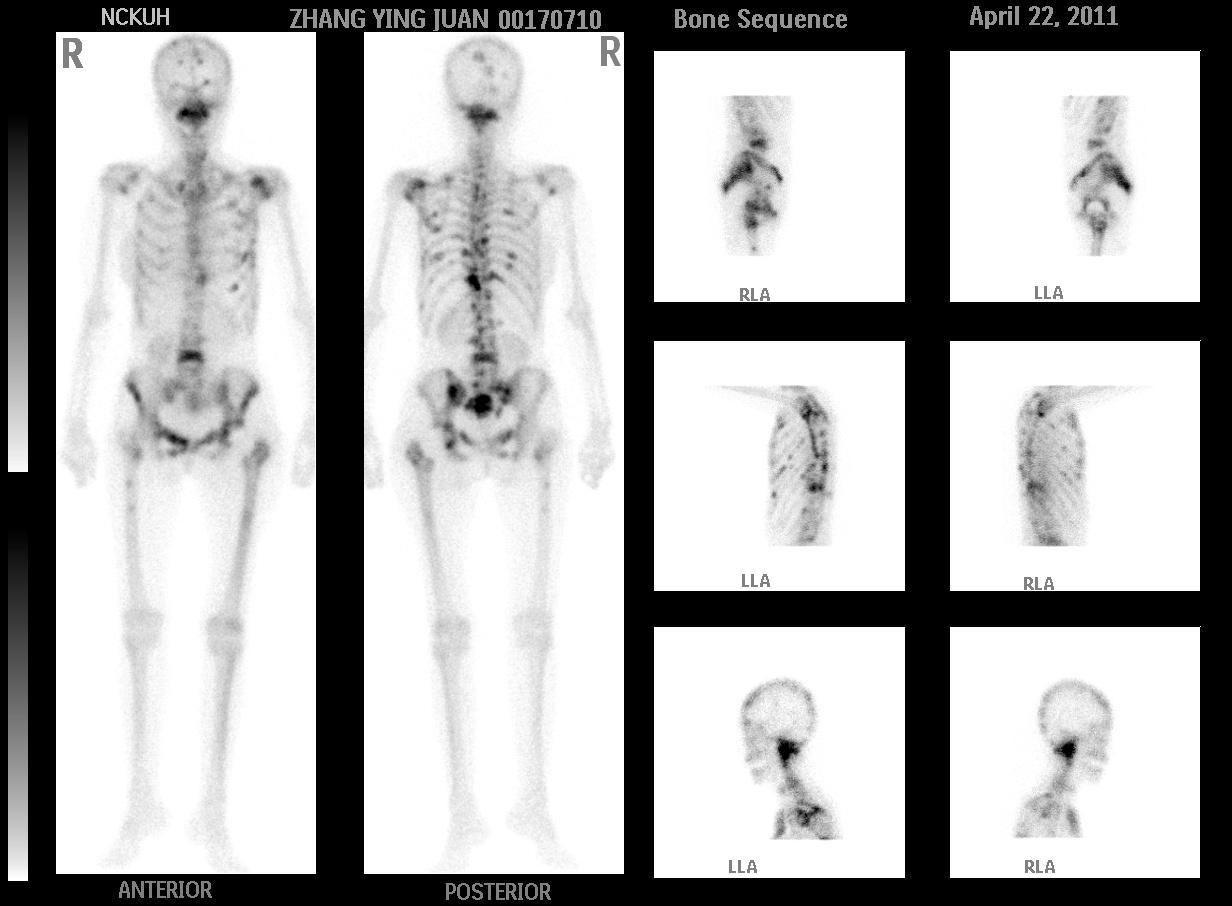 NCKUH ZHANG YING JUAN 00170710 Bone Sequence April 22, 2011
R R
RLA LLA
LLA RLA
LLA RLA
ANTERIOR POSTERIOR